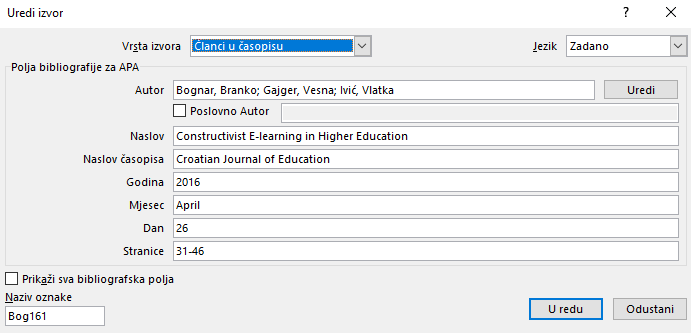 Uredi izvor
Vrsta izvora Članci u časopisu Jezik Zadano
Polja bibliografije za APA
Autor Bognar, Branko; Gajger, Vesna; Ivić, Vlatka Uredi
Poslovno Autor
Naslov Constructivist E-learning in Higher Education
Naslov časopisa Croatian Journal of Education
Godina 2016
Mjesec April
Dan 26
Stranice 31-46
Prikaži sva bibliografska polja
Naziv oznake
Bog161 U redu Odustani